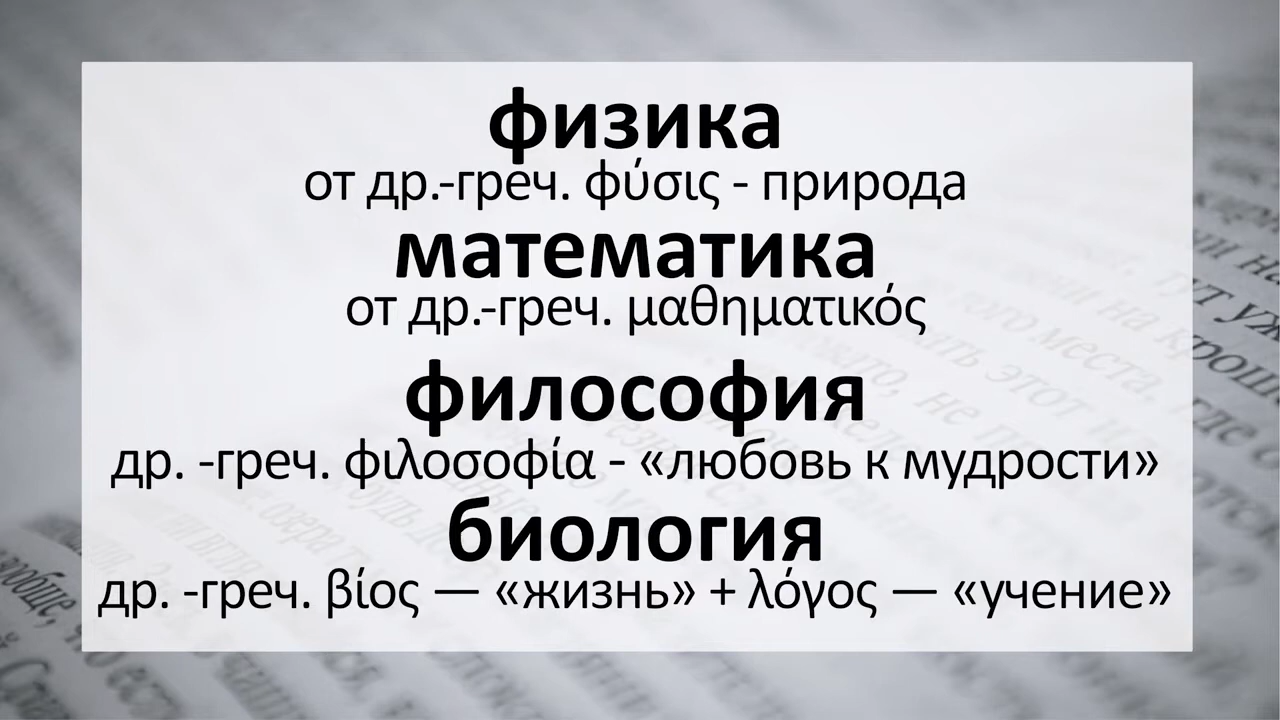 физика
от др.-греч. φύσις - природа
математика
от др.-греч. μαθηματικός
философия
др. -греч. φιλοσοφία - «любовь к мудрости»
биология
др. -греч. βίος — «жизнь» + λόγος — «учение»